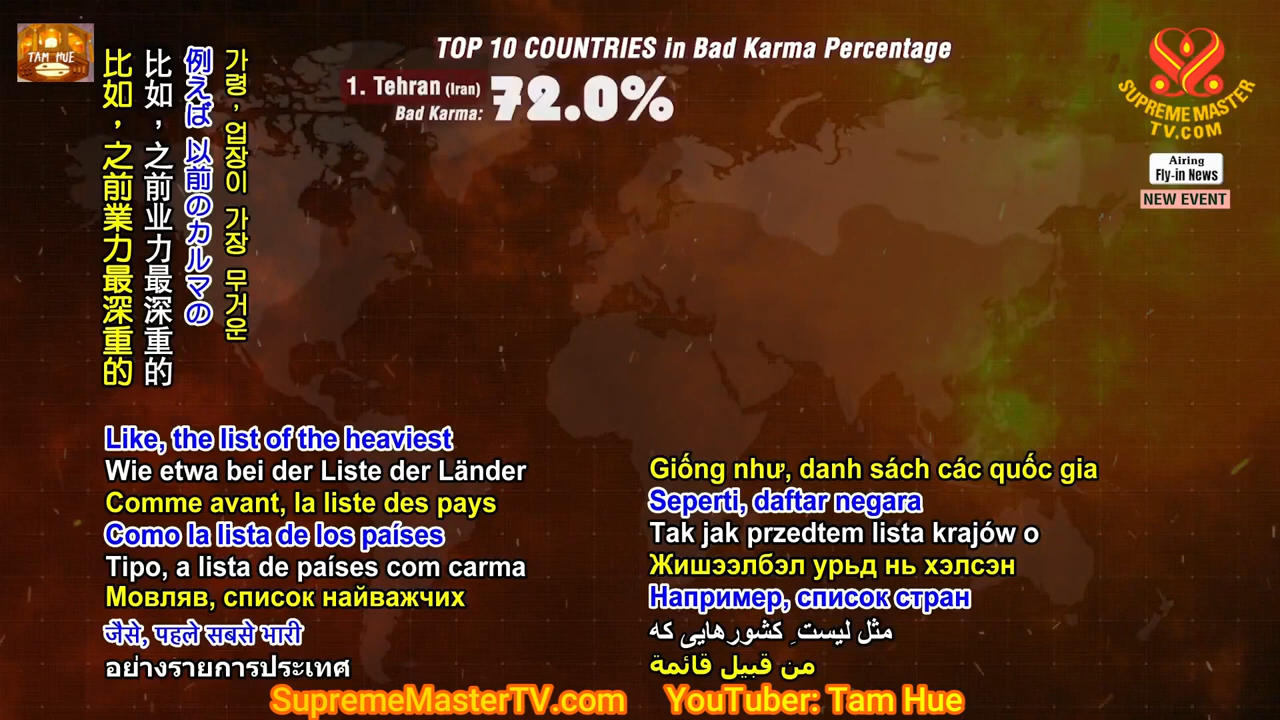 TAM HUE
TOP 10 COUNTRIES in Bad Karma Percentage
1. Tehran (Iran)
Bad Karma: 72.0%
SUPREME MASTER
TV.COM
Airing
Fly-in News
NEW EVENT
가령, 업장이 가장 무거운
例えば 以前のカルマの
比如，之前业力最深重的
比如，之前業力最深重的
Like, the list of the heaviest
Wie etwa bei der Liste der Länder
Comme avant, la liste des pays
Como la lista de los países
Tipo, a lista de países com carma
Мовляв, список найважчих
जैसे, पहले सबसे भारी
อย่างรายการประเทศ
Giống như, danh sách các quốc gia
Seperti, daftar negara
Tak jak przedtem lista krajów o
Жишээлбэл урьд нь хэлсэн
Например, список стран
مثل لیستِ کشورهایی که
من قبيل قائمة
SupremeMasterTV.com YouTuber: Tam Hue